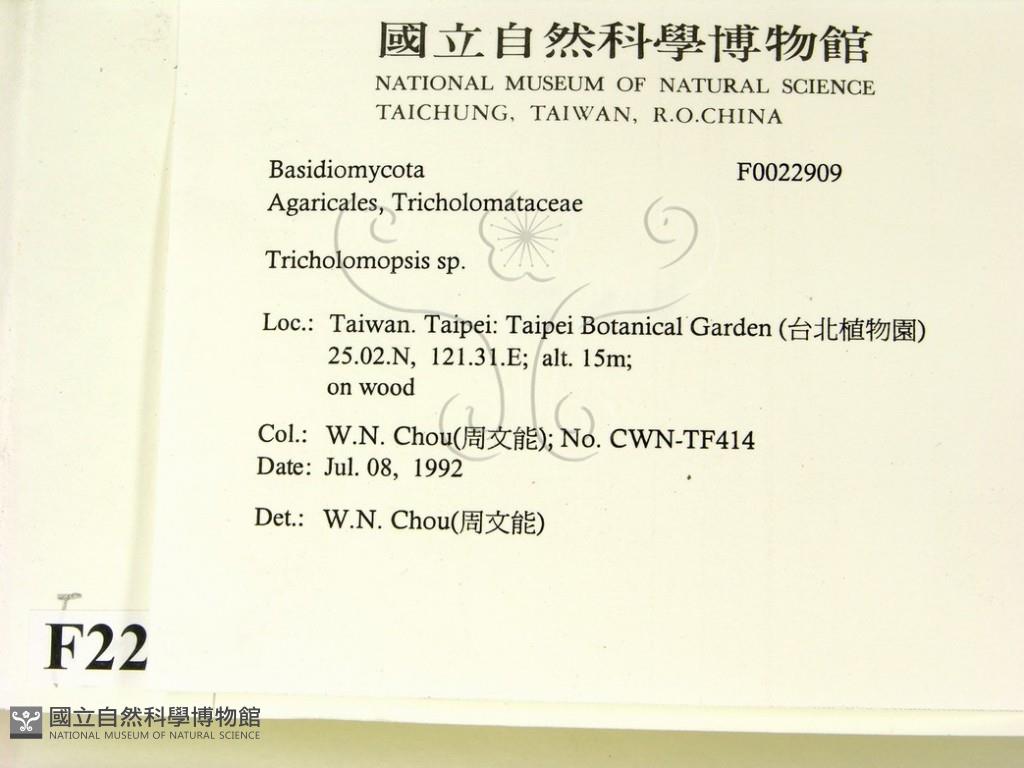 國立自然科學博物館
NATIONAL MUSEUM OF NATURAL SCIENCE
TAICHUNG, TAIWAN, R.O.CHINA
Basidiomycota F0022909
Agaricales, Tricholomataceae
Tricholomopsis sp.
Loc.: Taiwan. Taipei: Taipei Botanical Garden (台北植物園)
25.02.N, 121.31.E; alt. 15m;
on wood
Col.: W.N. Chou(周文能); No. CWN-TF414
Date: Jul. 08, 1992
Det.: W.N. Chou(周文能)
F22
國立自然科學博物館
NATIONAL MUSEUM OF NATURAL SCIENCE